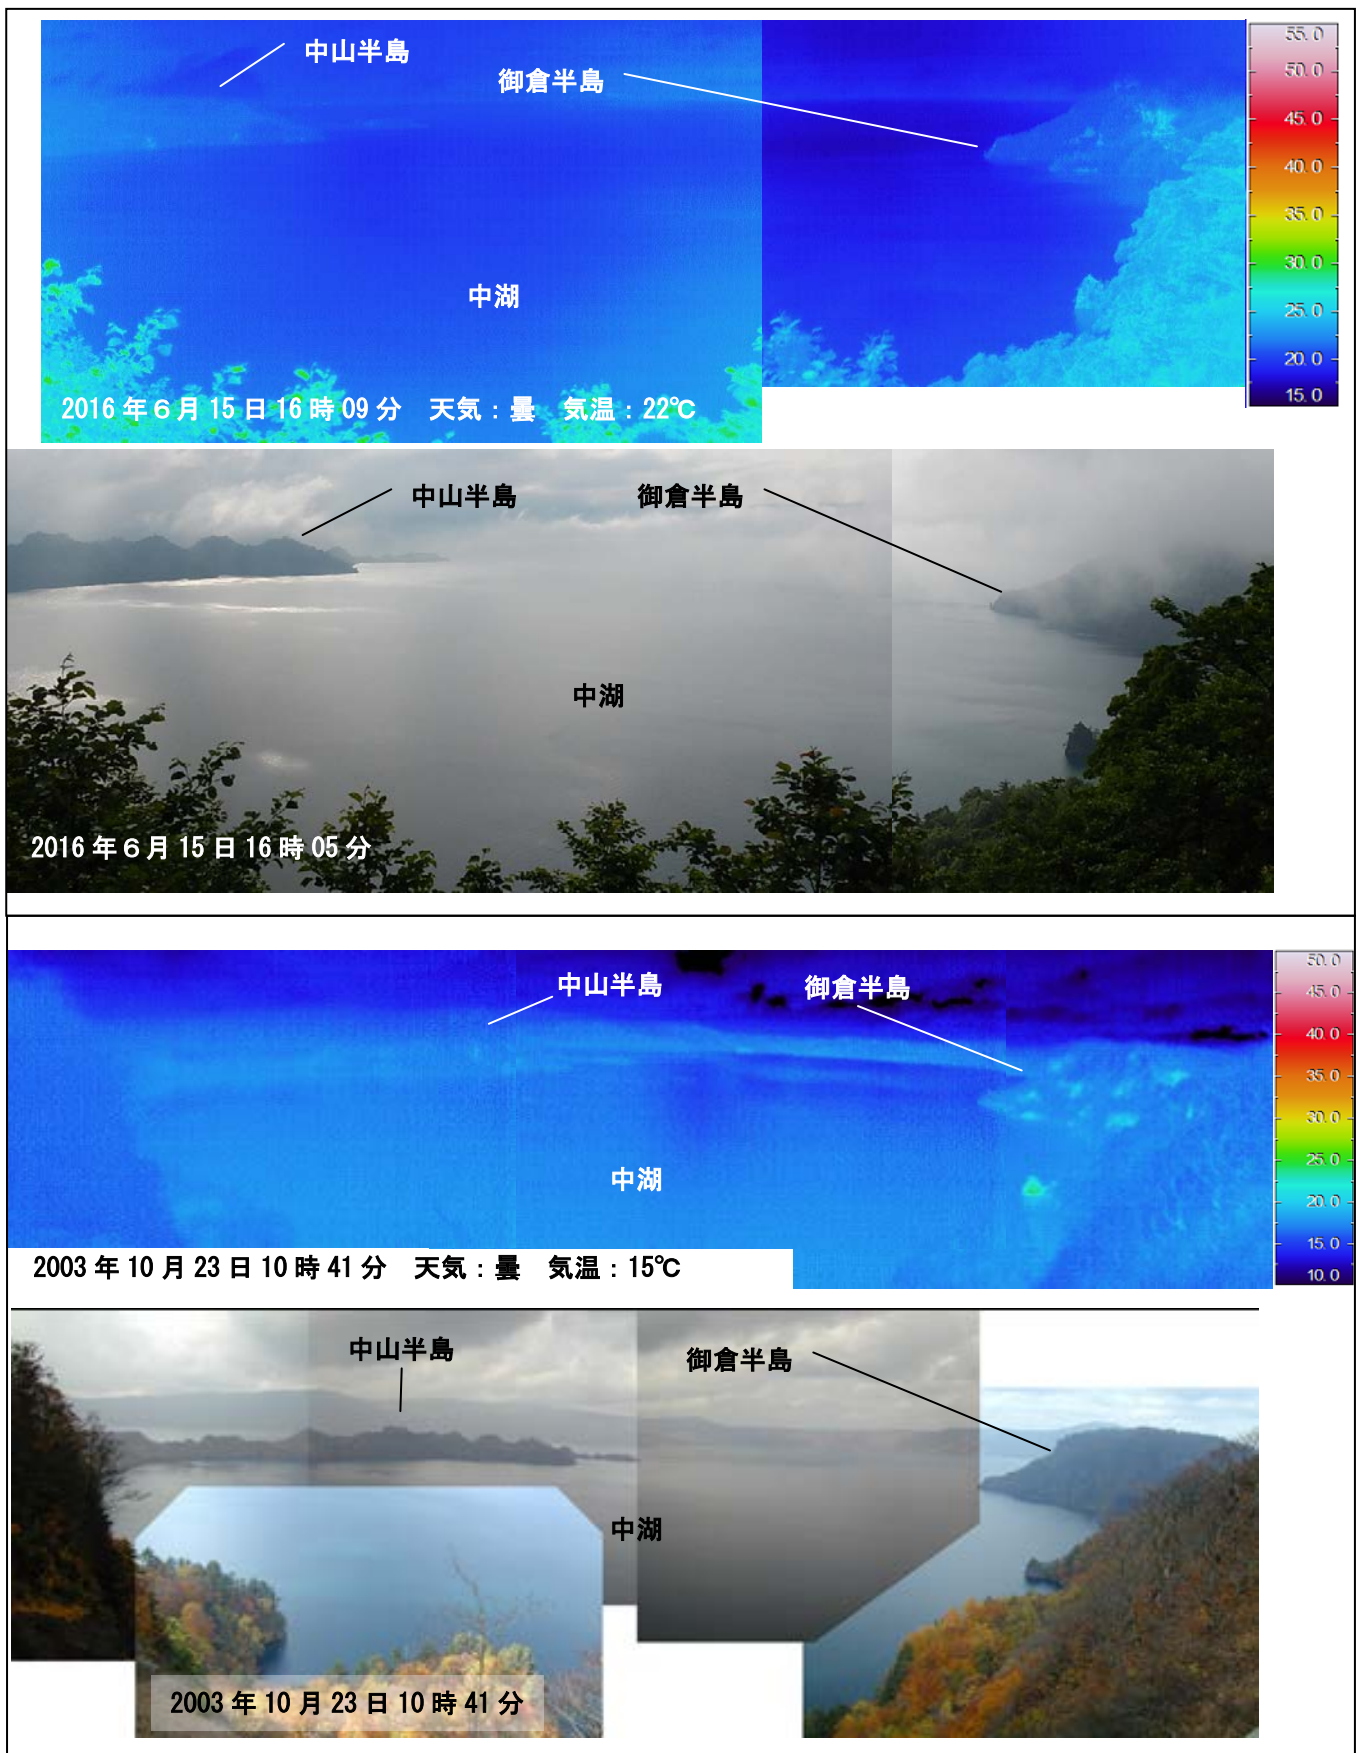 中山半島
御倉半島
中湖
2016年6月15日16時09分 天気：曇 気温：22℃
55.0
50.0
45.0
40.0
35.0
30.0
25.0
20.0
15.0
中山半島
御倉半島
中湖
2016年6月15日16時05分
中山半島
御倉半島
中湖
2003年10月23日10時41分 天気：曇 気温：15℃
50.0
45.0
40.0
35.0
30.0
25.0
20.0
15.0
10.0
中山半島
御倉半島
中湖
2003年10月23日10時41分